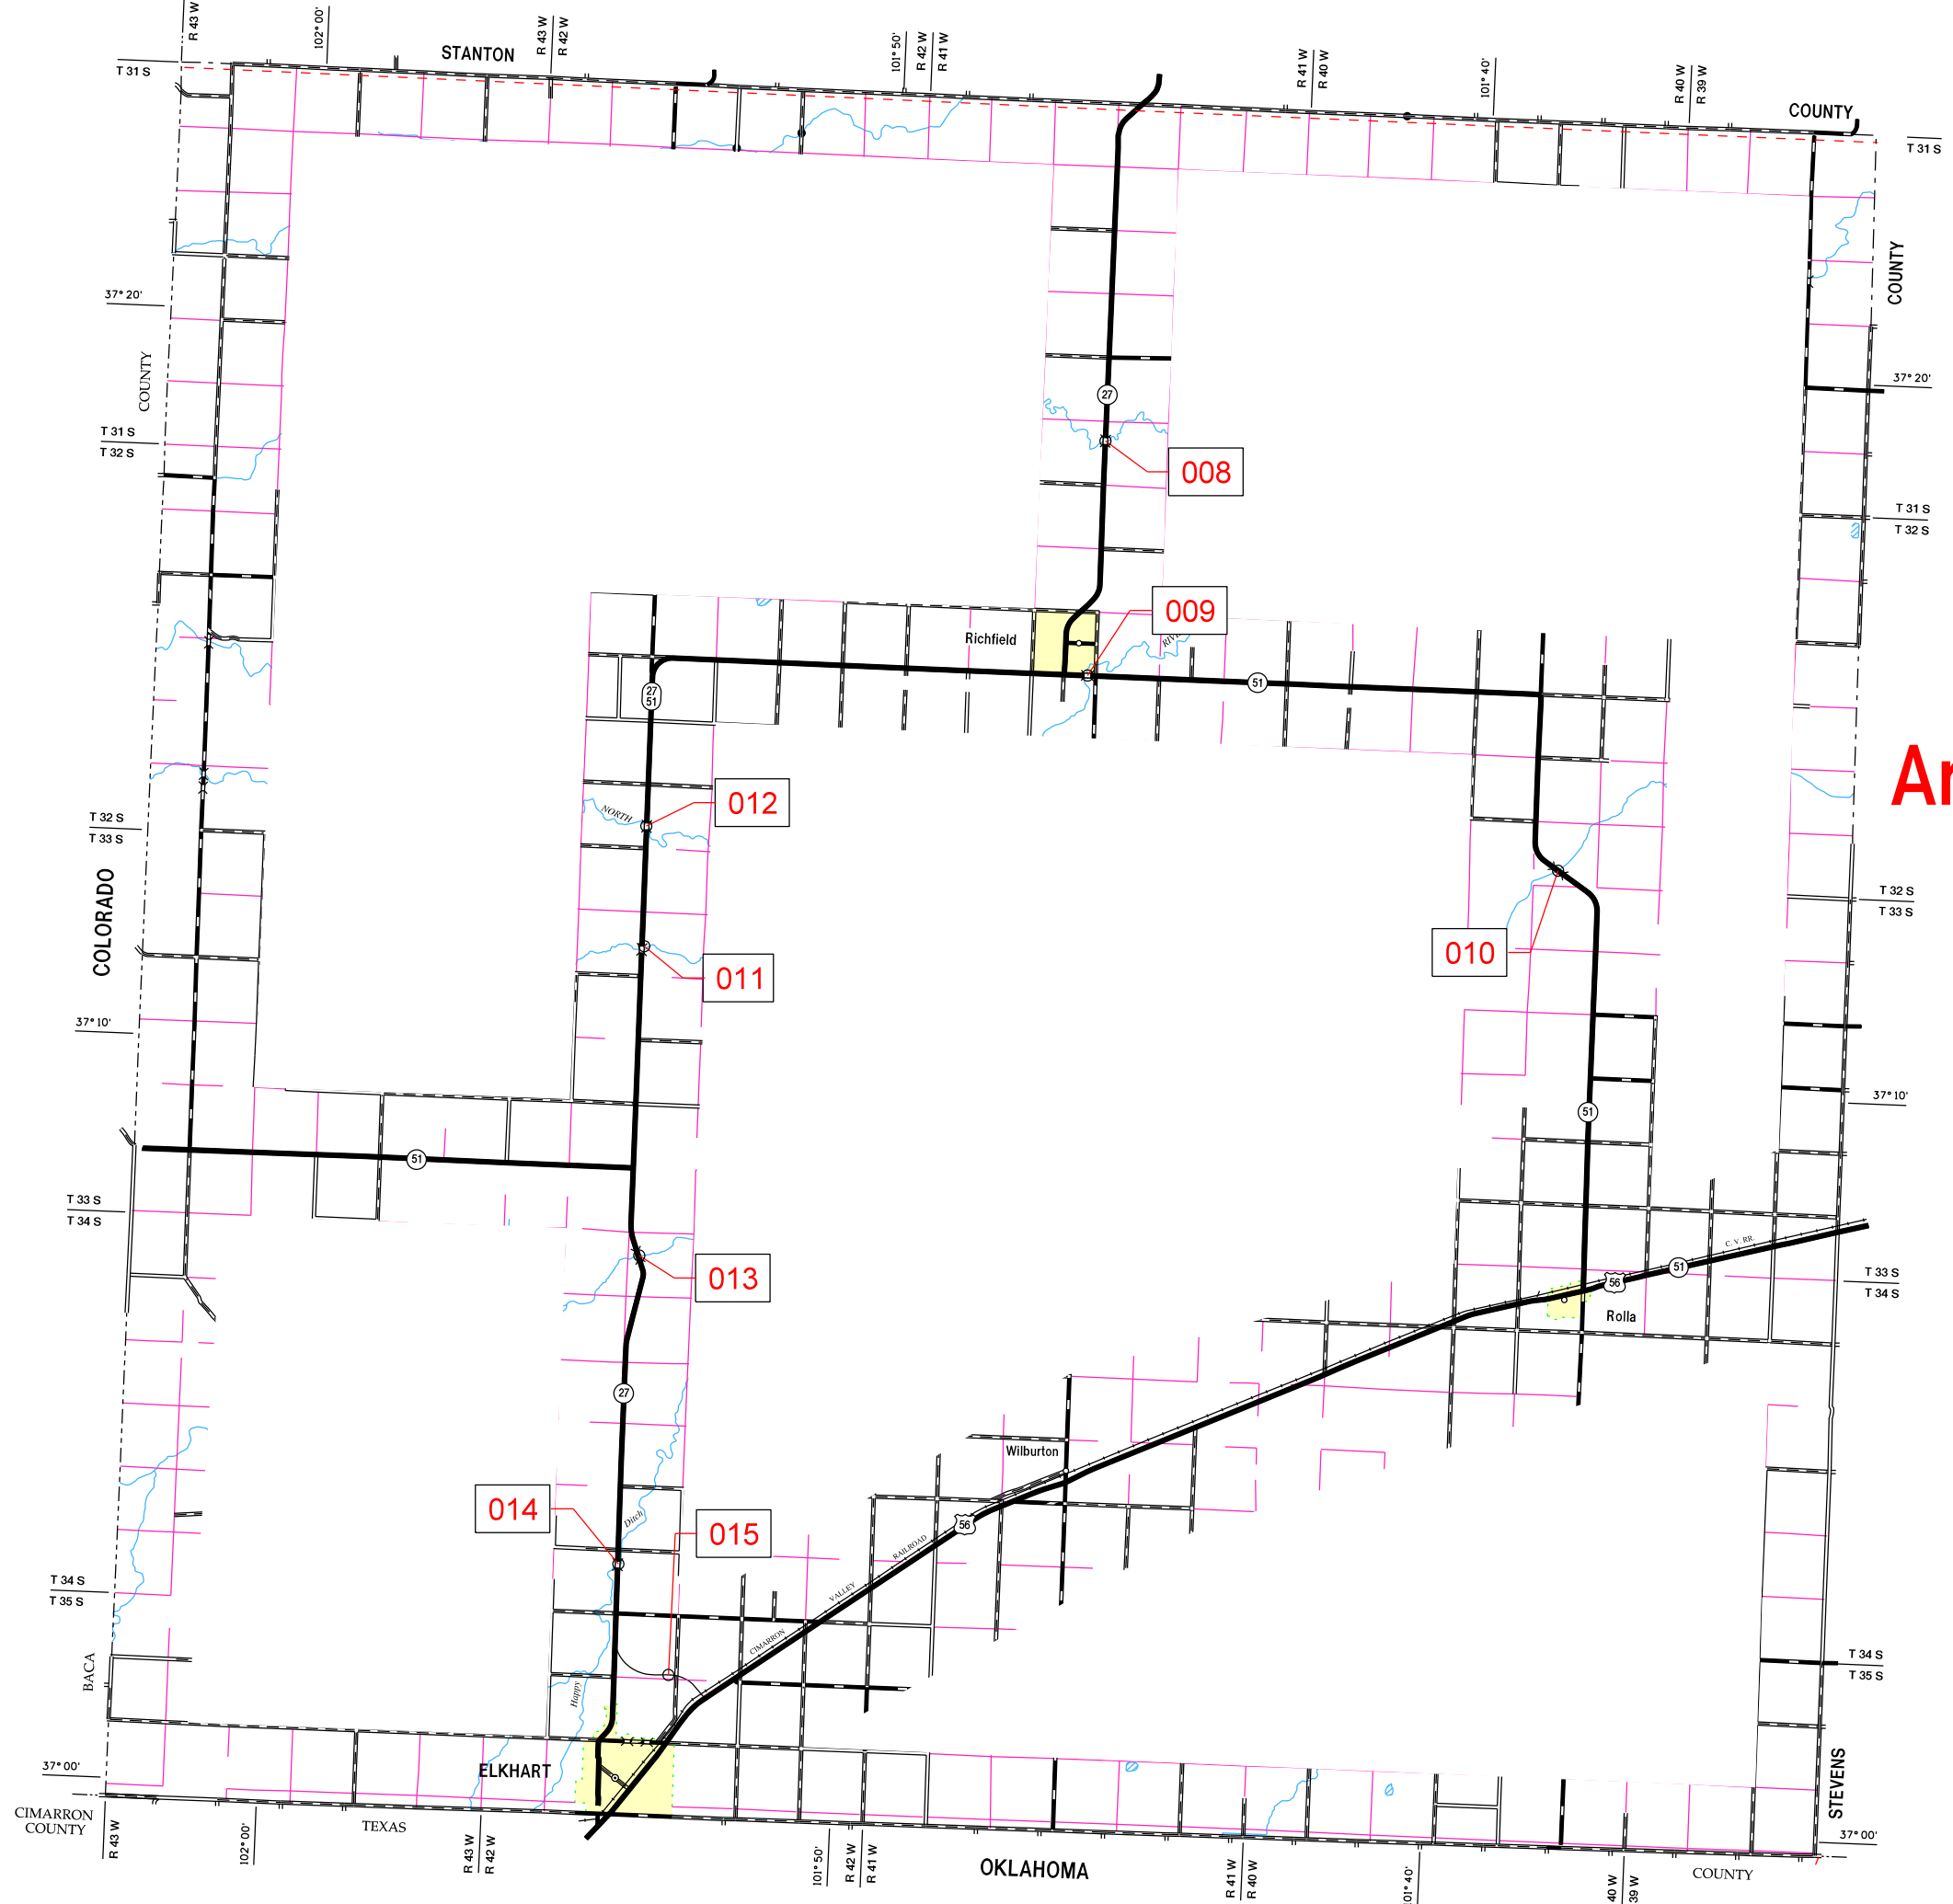 R 43 W
102° 00'
R 43 W
R 42 W
101° 50'
R 42 W
R 41 W
R 41 W
R 40 W
101° 40'
R 40 W
R 39 W
STANTON
COUNTY
T 31 S
T 31 S
COUNTY
37° 20'
COUNTY
37° 20'
27
T 31 S
T 32 S
008
T 31 S
T 32 S
009
Richfield
27
51
51
Ar
012
NORTH
T 32 S
T 33 S
COLORADO
T 32 S
T 33 S
010
011
37° 10'
37° 10'
51
51
T 33 S
T 34 S
C. V. RR.
51
56
013
T 33 S
T 34 S
Rolla
27
Wilburton
014
Ditch
015
56
RAILROAD
VALLEY
CIMARRON
T 34 S
T 35 S
T 34 S
T 35 S
BACA
Happy
ELKHART
37° 00'
STEVENS
CIMARRON
COUNTY
TEXAS
OKLAHOMA
COUNTY
37° 00'
R 43 W
102° 00'
R 43 W
R 42 W
101° 50'
R 42 W
R 41 W
R 41 W
R 40 W
01° 40'
40 W
39 W